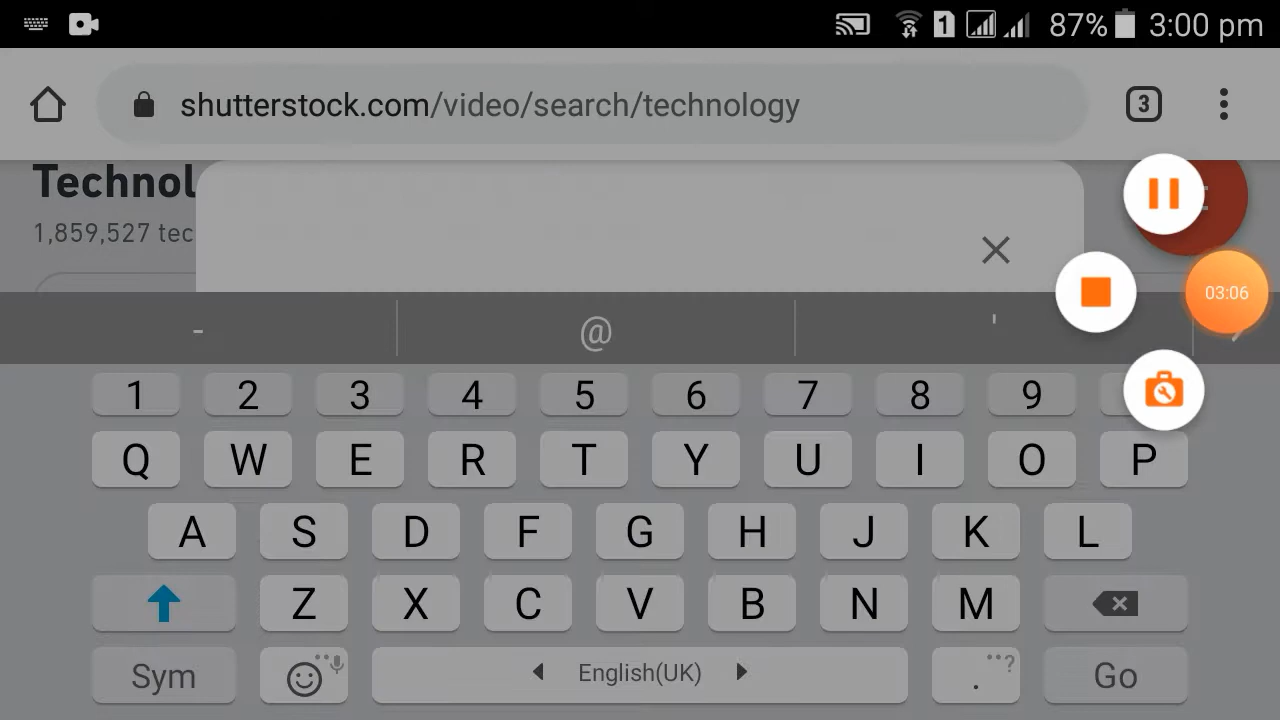 1 87% 3:00 pm
shutterstock.com/video/search/technology 3
Technol
1,859,527 tec
03:06
- @ '
1 2 3 4 5 6 7 8 9
Q W E R T Y U I O P
A S D F G H J K L
Z X C V B N M
Sym English(UK) . ? Go